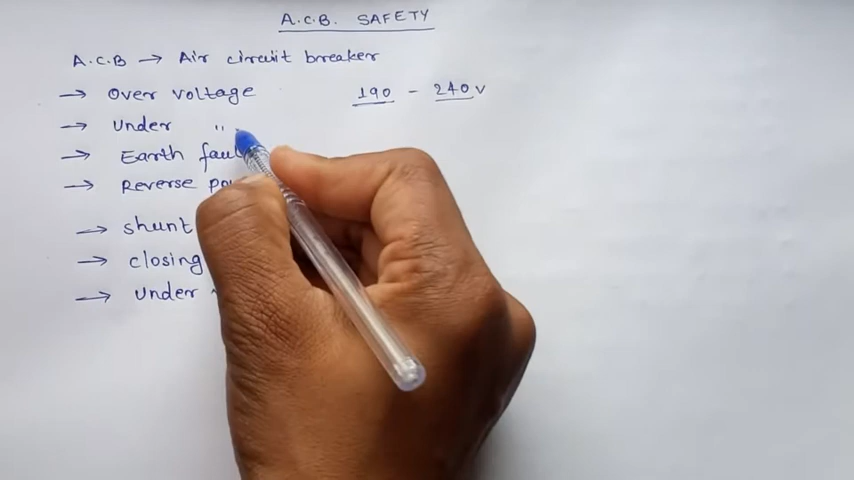 A.C.B. SAFETY
A.C.B → Air circuit breaker
→ Over voltage 190 - 240v
→ Under "
→ Earth
→ Reverse
→ shunt
→ closing
→ Under